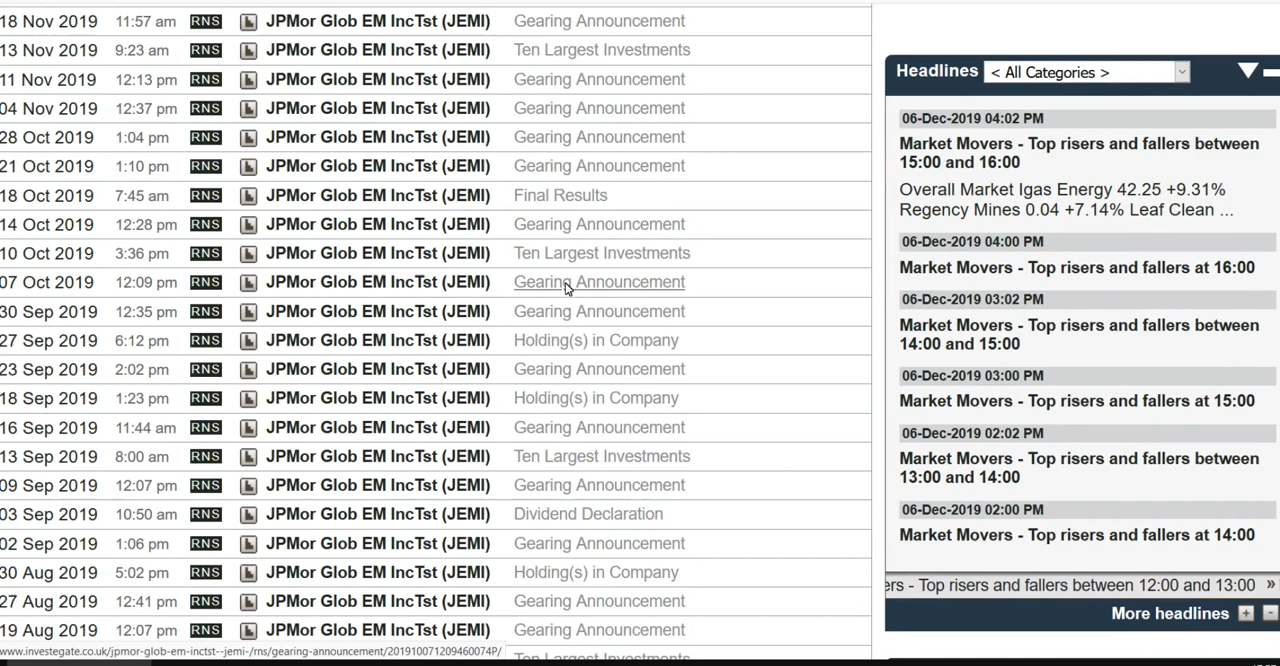 18 Nov 2019 11:57 am RNS JPMor Glob EM IncTst (JEMI) Gearing Announcement
13 Nov 2019 9:23 am RNS JPMor Glob EM IncTst (JEMI) Ten Largest Investments
11 Nov 2019 12:13 pm RNS JPMor Glob EM IncTst (JEMI) Gearing Announcement
04 Nov 2019 12:37 pm RNS JPMor Glob EM IncTst (JEMI) Gearing Announcement
28 Oct 2019 1:04 pm RNS JPMor Glob EM IncTst (JEMI) Gearing Announcement
21 Oct 2019 1:10 pm RNS JPMor Glob EM IncTst (JEMI) Gearing Announcement
18 Oct 2019 7:45 am RNS JPMor Glob EM IncTst (JEMI) Final Results
14 Oct 2019 12:28 pm RNS JPMor Glob EM IncTst (JEMI) Gearing Announcement
10 Oct 2019 3:36 pm RNS JPMor Glob EM IncTst (JEMI) Ten Largest Investments
07 Oct 2019 12:09 pm RNS JPMor Glob EM IncTst (JEMI) Gearing Announcement
30 Sep 2019 12:35 pm RNS JPMor Glob EM IncTst (JEMI) Gearing Announcement
27 Sep 2019 6:12 pm RNS JPMor Glob EM IncTst (JEMI) Holding(s) in Company
23 Sep 2019 2:02 pm RNS JPMor Glob EM IncTst (JEMI) Gearing Announcement
18 Sep 2019 1:23 pm RNS JPMor Glob EM IncTst (JEMI) Holding(s) in Company
16 Sep 2019 11:44 am RNS JPMor Glob EM IncTst (JEMI) Gearing Announcement
13 Sep 2019 8:00 am RNS JPMor Glob EM IncTst (JEMI) Ten Largest Investments
09 Sep 2019 12:07 pm RNS JPMor Glob EM IncTst (JEMI) Gearing Announcement
03 Sep 2019 10:50 am RNS JPMor Glob EM IncTst (JEMI) Dividend Declaration
02 Sep 2019 1:06 pm RNS JPMor Glob EM IncTst (JEMI) Gearing Announcement
30 Aug 2019 5:02 pm RNS JPMor Glob EM IncTst (JEMI) Holding(s) in Company
27 Aug 2019 12:41 pm RNS JPMor Glob EM IncTst (JEMI) Gearing Announcement
19 Aug 2019 12:07 pm RNS JPMor Glob EM IncTst (JEMI) Gearing Announcement
Ten Largest Investments
www.investegate.co.uk/jpmor-glob-em-inctst--jemi-/rns/gearing-announcement/201910071209460074P/
Headlines < All Categories >
06-Dec-2019 04:02 PM
Market Movers - Top risers and fallers between
15:00 and 16:00
Overall Market Igas Energy 42.25 +9.31%
Regency Mines 0.04 +7.14% Leaf Clean ...
06-Dec-2019 04:00 PM
Market Movers - Top risers and fallers at 16:00
06-Dec-2019 03:02 PM
Market Movers - Top risers and fallers between
14:00 and 15:00
06-Dec-2019 03:00 PM
Market Movers - Top risers and fallers at 15:00
06-Dec-2019 02:02 PM
Market Movers - Top risers and fallers between
13:00 and 14:00
06-Dec-2019 02:00 PM
Market Movers - Top risers and fallers at 14:00
ers - Top risers and fallers between 12:00 and 13:00 »
More headlines + -